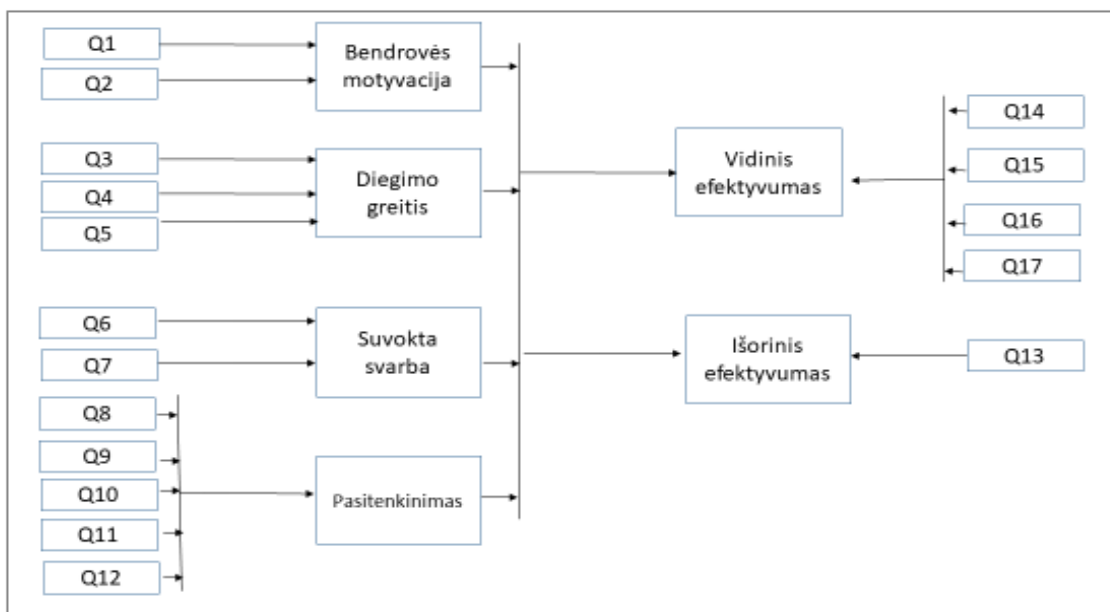 Q1
Q2
Bendrovės
motyvacija
Q3
Q4
Q5
Diegimo
greitis
Q6
Q7
Suvokta
svarba
Q8
Q9
Q10
Q11
Q12
Pasitenkinimas
Vidinis
efektyvumas
Išorinis
efektyvumas
Q14
Q15
Q16
Q17
Q13